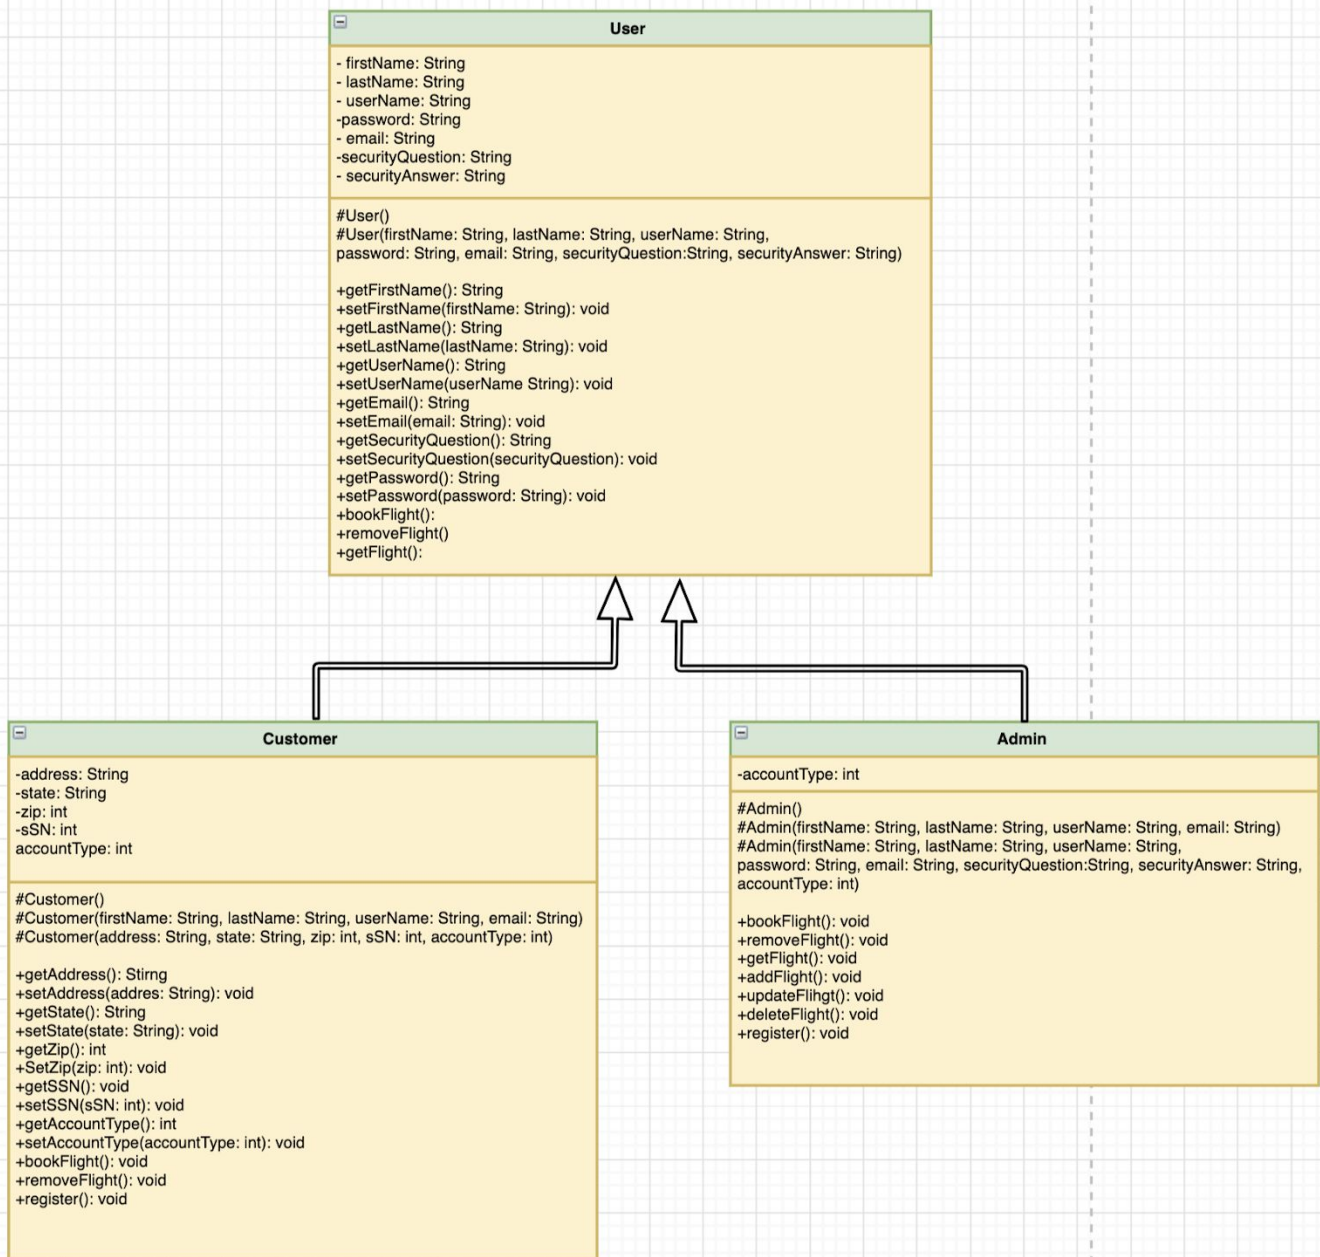 User
- firstName: String
- lastName: String
- userName: String
-password: String
- email: String
-securityQuestion: String
- securityAnswer: String
#User()
#User(firstName: String, lastName: String, userName: String,
password: String, email: String, securityQuestion:String, securityAnswer: String)
+getFirstName(): String
+setFirstName(firstName: String): void
+getLastName(): String
+setLastName(lastName: String): void
+getUserName(): String
+setUserName(userName String): void
+getEmail(): String
+setEmail(email: String): void
+getSecurityQuestion(): String
+setSecurityQuestion(securityQuestion): void
+getPassword(): String
+setPassword(password: String): void
+bookFlight():
+removeFlight()
+getFlight():
Customer
-address: String
-state: String
-zip: int
-sSN: int
accountType: int
#Customer()
#Customer(firstName: String, lastName: String, userName: String, email: String)
#Customer(address: String, state: String, zip: int, sSN: int, accountType: int)
+getAddress(): Stirng
+setAddress(addres: String): void
+getState(): String
+setState(state: String): void
+getZip(): int
+SetZip(zip: int): void
+getSSN(): void
+setSSN(sSN: int): void
+getAccountType(): int
+setAccountType(accountType: int): void
+bookFlight(): void
+removeFlight(): void
+register(): void
Admin
-accountType: int
#Admin()
#Admin(firstName: String, lastName: String, userName: String, email: String)
#Admin(firstName: String, lastName: String, userName: String,
password: String, email: String, securityQuestion:String, securityAnswer: String,
accountType: int)
+bookFlight(): void
+removeFlight(): void
+getFlight(): void
+addFlight(): void
+updateFlihgt(): void
+deleteFlight(): void
+register(): void